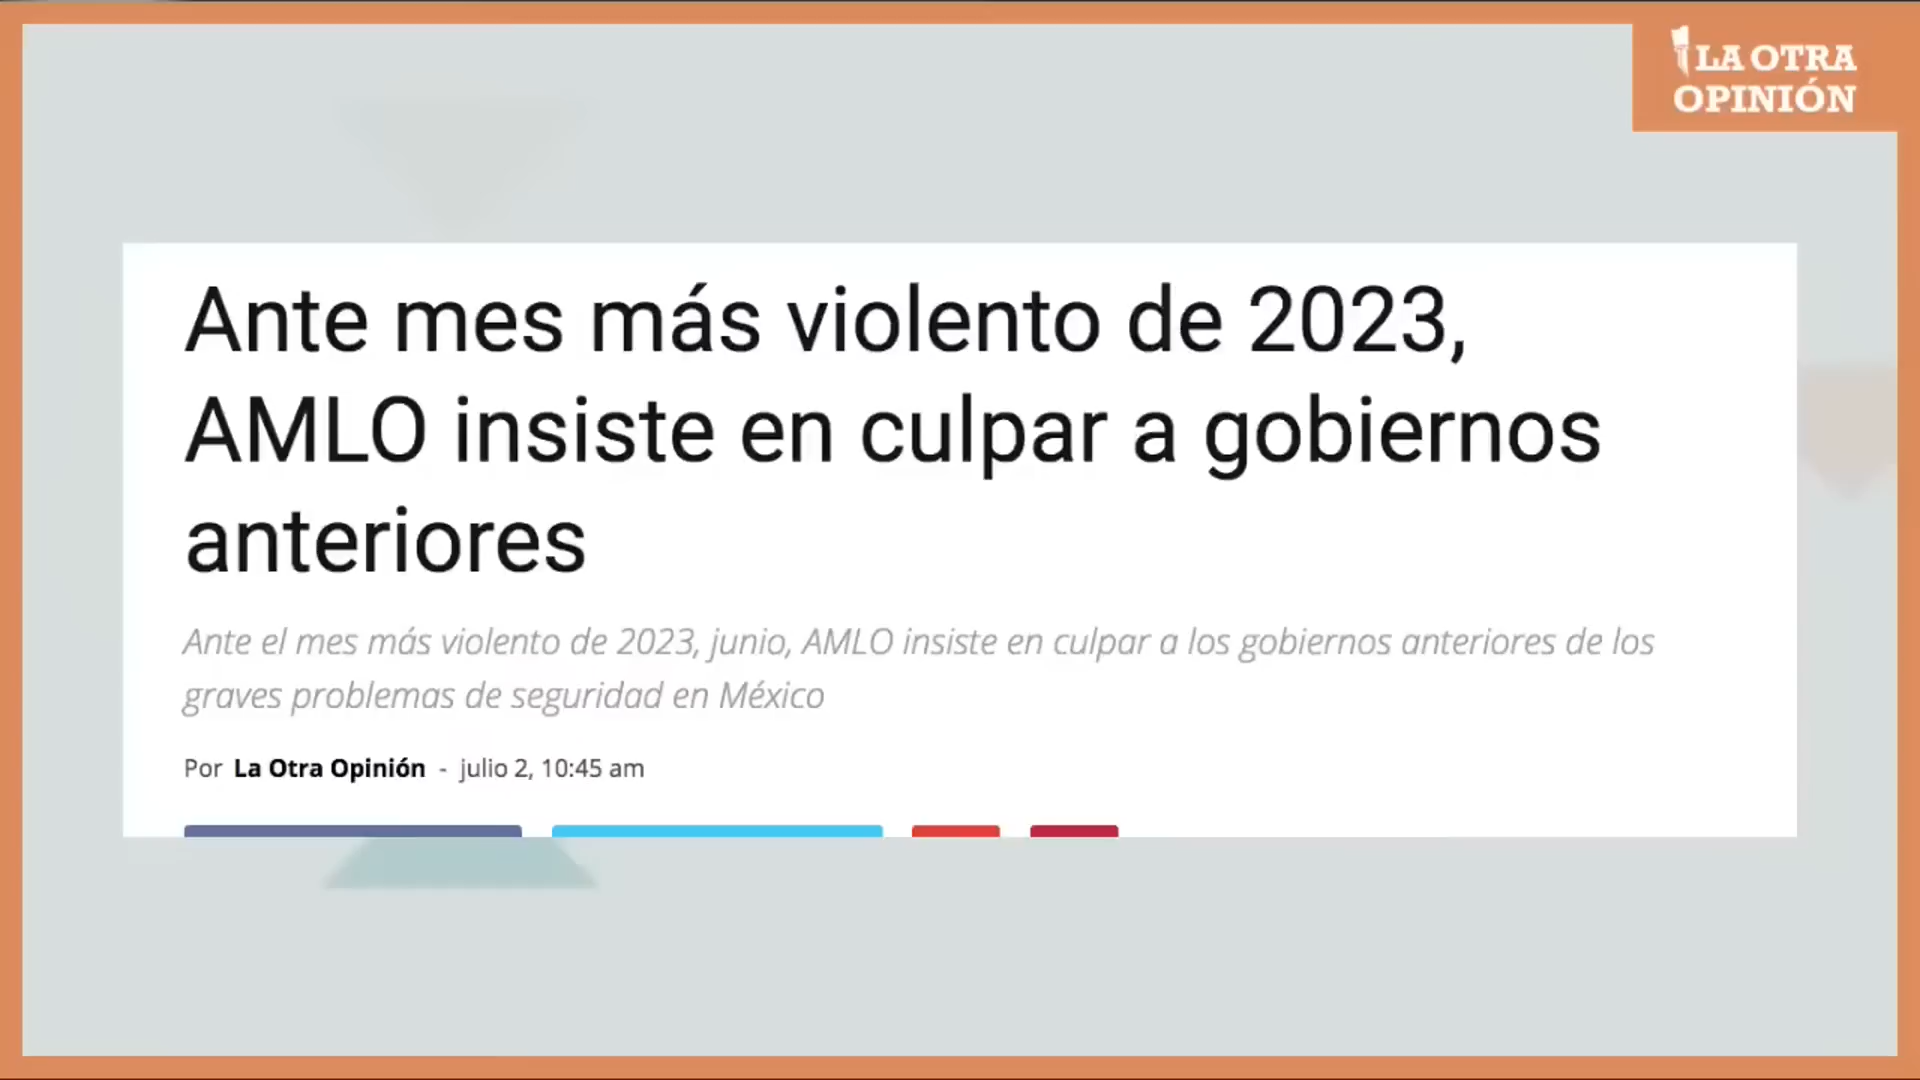 LA OTRA
OPINIÓN
Ante mes más violento de 2023,
AMLO insiste en culpar a gobiernos
anteriores
Ante el mes más violento de 2023, junio, AMLO insiste en culpar a los gobiernos anteriores de los
graves problemas de seguridad en México
Por La Otra Opinión - julio 2, 10:45 am